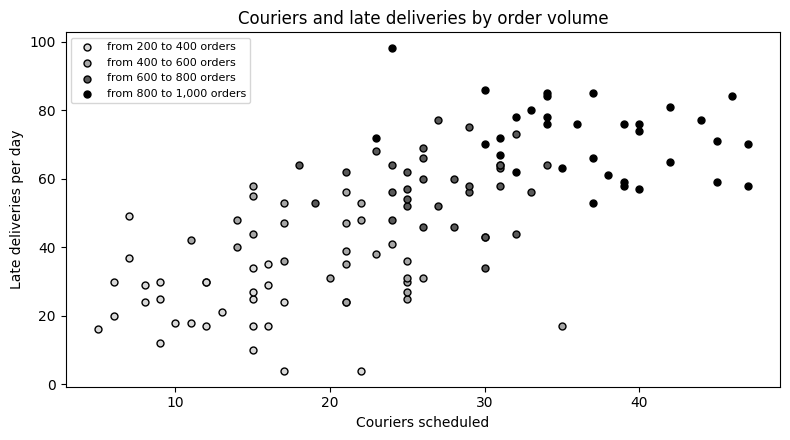 Couriers and late deliveries by order volume
from 200 to 400 orders
from 400 to 600 orders
from 600 to 800 orders
from 800 to 1,000 orders
Late deliveries per day
100
80
60
40
20
0
10 20 30 40
Couriers scheduled